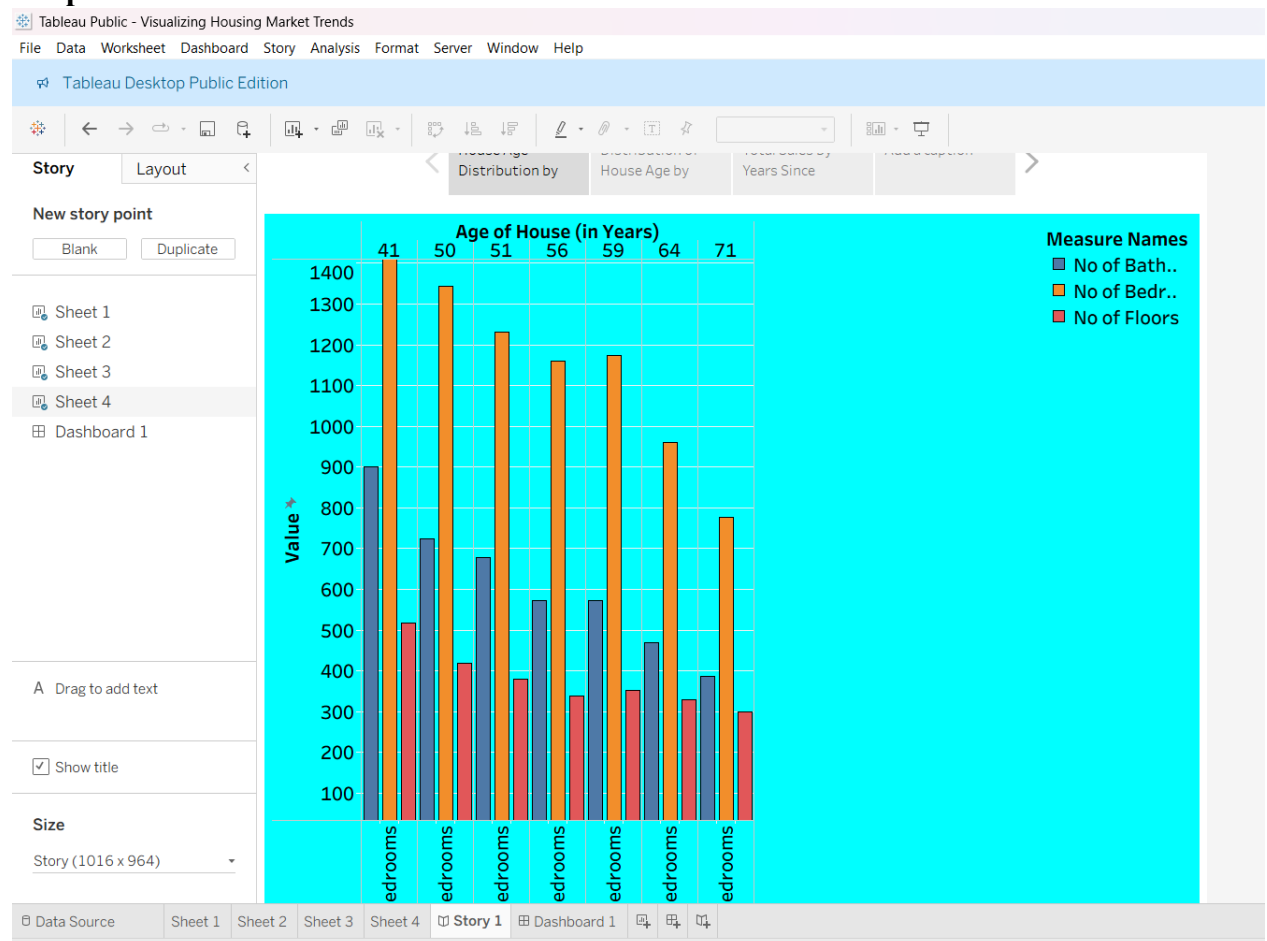 Tableau Public - Visualizing Housing Market Trends
File Data Worksheet Dashboard Story Analysis Format Server Window Help
Tableau Desktop Public Edition
Story Layout
Distribution by
House Age by
Years Since
New story point
Blank Duplicate
Sheet 1
Sheet 2
Sheet 3
Sheet 4
Dashboard 1
A Drag to add text
Show title
Size
Story (1016 x 964)
Age of House (in Years)
41 50 51 56 59 64 71
1400
1300
1200
1100
1000
900
800
700
600
500
400
300
200
100
Value
edrooms edrooms edrooms edrooms edrooms edrooms edrooms
Measure Names
No of Bath..
No of Bedr..
No of Floors
Data Source Sheet 1 Sheet 2 Sheet 3 Sheet 4 Story 1 Dashboard 1